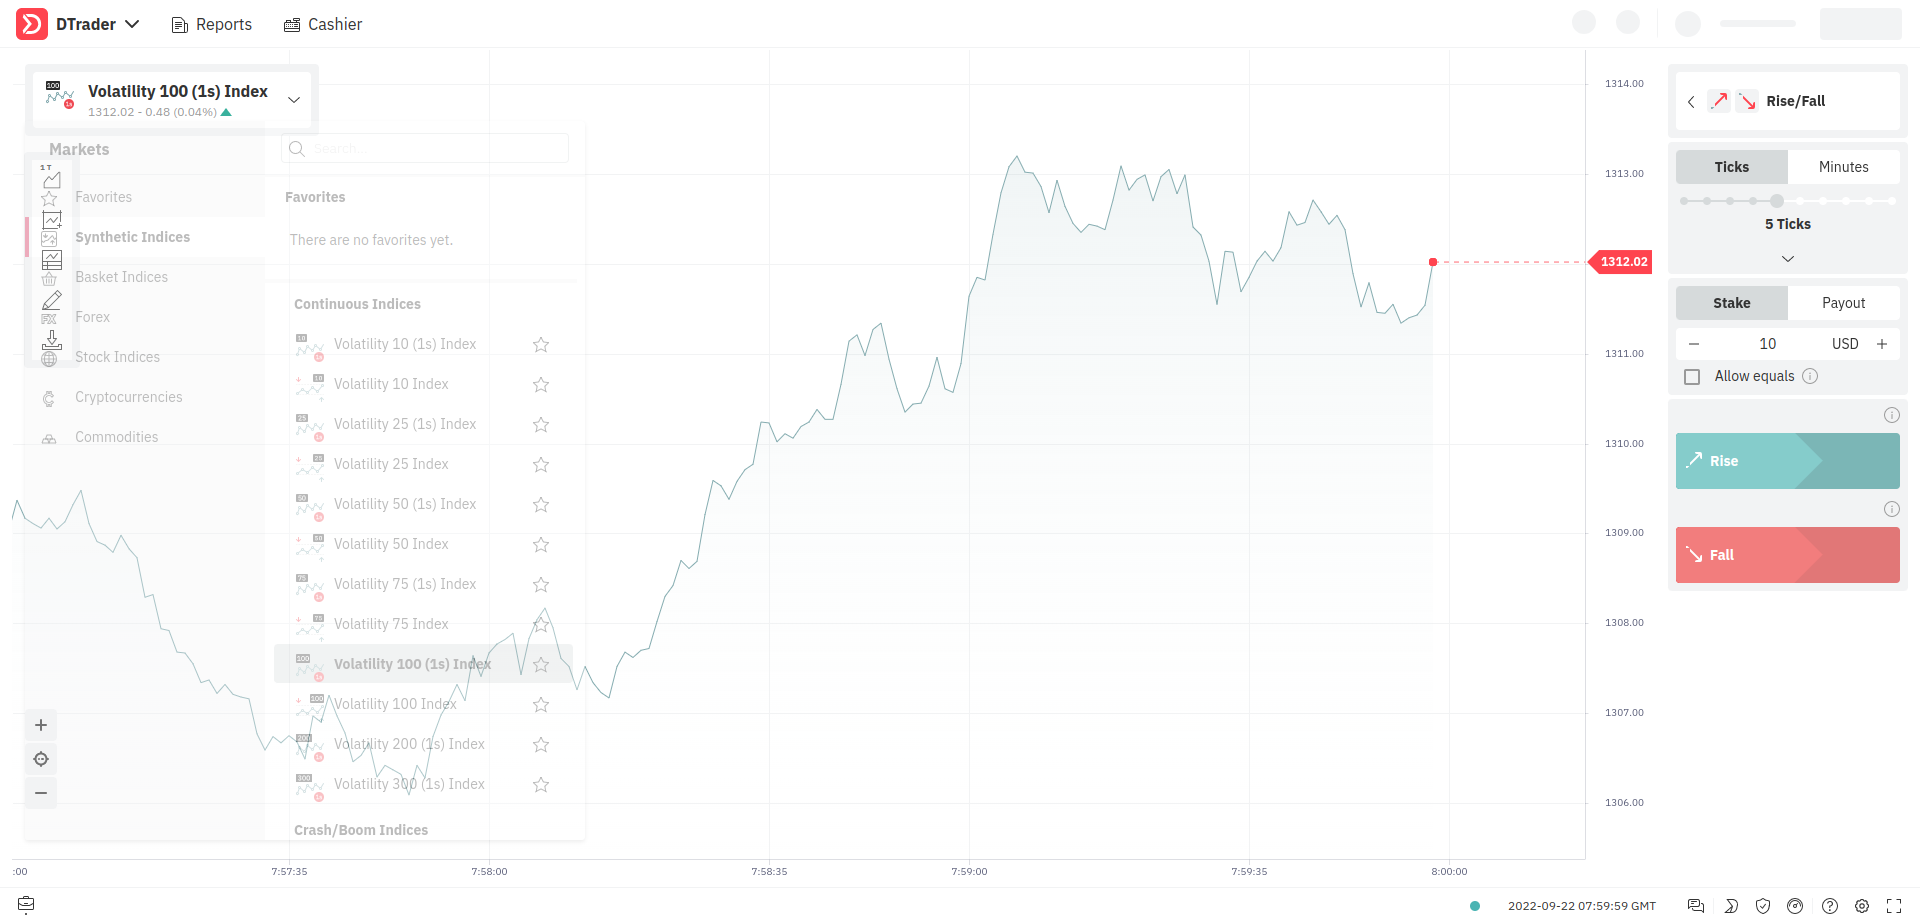 DTrader
Reports
Cashier
Volatility 100 (1s) Index
1312.02 - 0.48 (0.04%)
Markets
Search...
1T
Favorites
Synthetic Indices
Basket Indices
Forex
Stock Indices
Cryptocurrencies
Commodities
Favorites
There are no favorites yet.
Continuous Indices
Volatility 10 (1s) Index
Volatility 10 Index
Volatility 25 (1s) Index
Volatility 25 Index
Volatility 50 (1s) Index
Volatility 50 Index
Volatility 75 (1s) Index
Volatility 75 Index
Volatility 100 (1s) Index
Volatility 100 Index
Volatility 200 (1s) Index
Volatility 300 (1s) Index
Crash/Boom Indices
1314.00
1313.00
1312.02
1311.00
1310.00
1309.00
1308.00
1307.00
1306.00
:00
7:57:35
7:58:00
7:58:35
7:59:00
7:59:35
8:00:00
Rise/Fall
Ticks
Minutes
5 Ticks
Stake
Payout
10
USD
Allow equals
Rise
Fall
2022-09-22 07:59:59 GMT